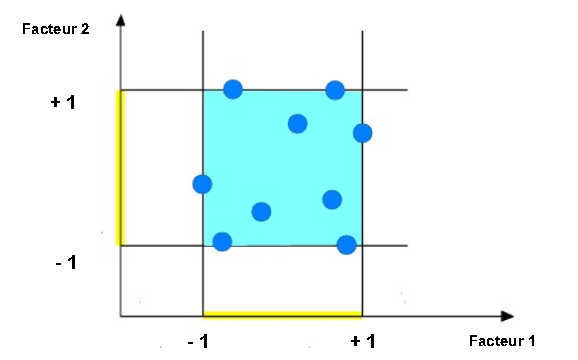 Facteur 2
+ 1
- 1
- 1
+ 1
Facteur 1